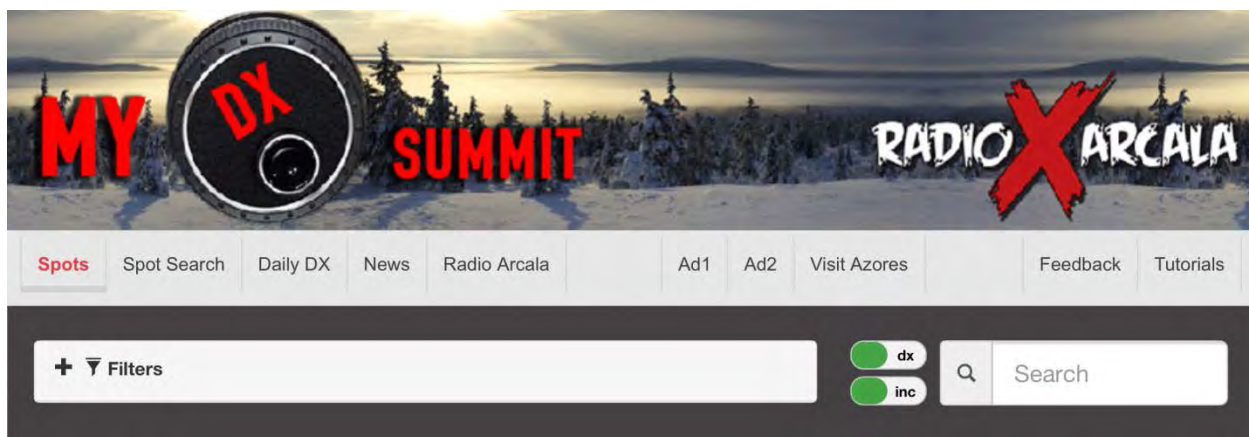 MY DX SUMMIT
RADIO X ARCALA
Spots Spot Search Daily DX News Radio Arcala Ad1 Ad2 Visit Azores Feedback Tutorials
Filters
dx
inc
Search